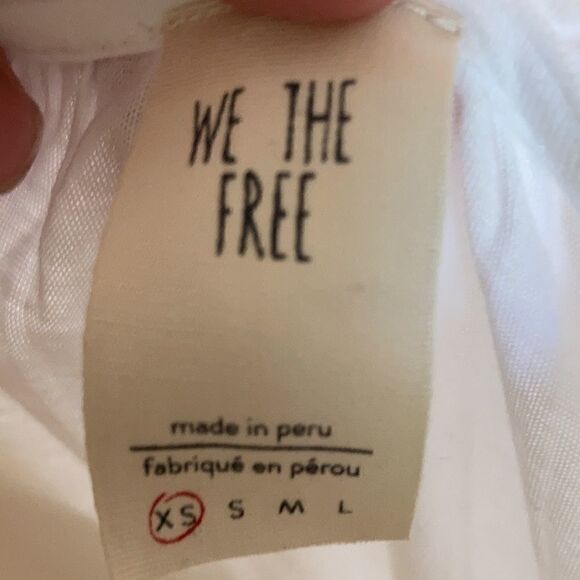 WE THE
FREE
made in peru
fabriqué en pérou
XS S M L